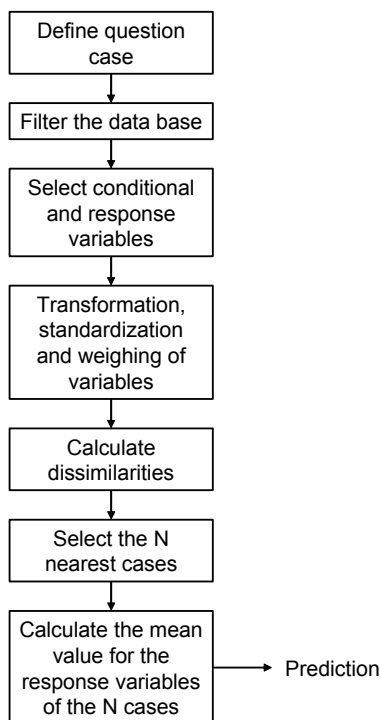 Define question
case
Filter the data base
Select conditional
and response
variables
Transformation,
standardization
and weighing of
variables
Calculate
dissimilarities
Select the N
nearest cases
Calculate the mean
value for the
response variables
of the N cases
Prediction